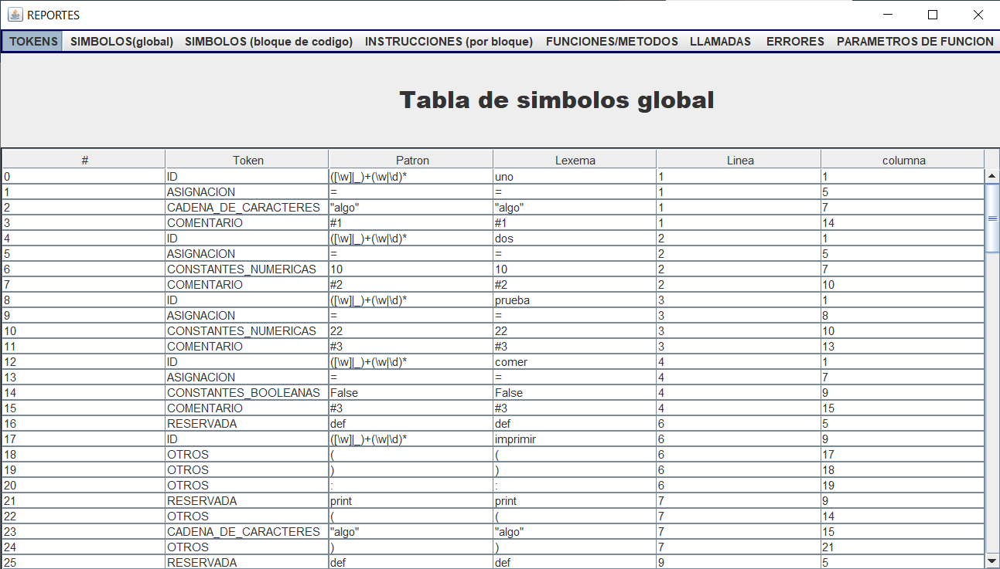 REPORTES
TOKENS SIMBOLOS(global) SIMBOLOS (bloque de codigo) INSTRUCCIONES (por bloque) FUNCIONES/METODOS LLAMADAS ERRORES PARAMETROS DE FUNCION
Tabla de simbolos global
# Token Patron Lexema Linea columna
0 ID ([\w]|_)+(\w|\d)* uno 1 1
1 ASIGNACION = = 1 5
2 CADENA_DE_CARACTERES "algo" "algo" 1 7
3 COMENTARIO #1 #1 1 14
4 ID ([\w]|_)+(\w|\d)* dos 2 1
5 ASIGNACION = = 2 5
6 CONSTANTES_NUMERICAS 10 10 2 7
7 COMENTARIO #2 #2 2 10
8 ID ([\w]|_)+(\w|\d)* prueba 3 1
9 ASIGNACION = = 3 8
10 CONSTANTES_NUMERICAS 22 22 3 10
11 COMENTARIO #3 #3 3 13
12 ID ([\w]|_)+(\w|\d)* comer 4 1
13 ASIGNACION = = 4 7
14 CONSTANTES_BOOLEANAS False False 4 9
15 COMENTARIO #3 #3 4 15
16 RESERVADA def def 6 5
17 ID ([\w]|_)+(\w|\d)* imprimir 6 9
18 OTROS ( ( 6 17
19 OTROS ) ) 6 18
20 OTROS : : 6 19
21 RESERVADA print print 7 9
22 OTROS ( ( 7 14
23 CADENA_DE_CARACTERES "algo" "algo" 7 15
24 OTROS ) ) 7 21
25 RESERVADA def def 9 5